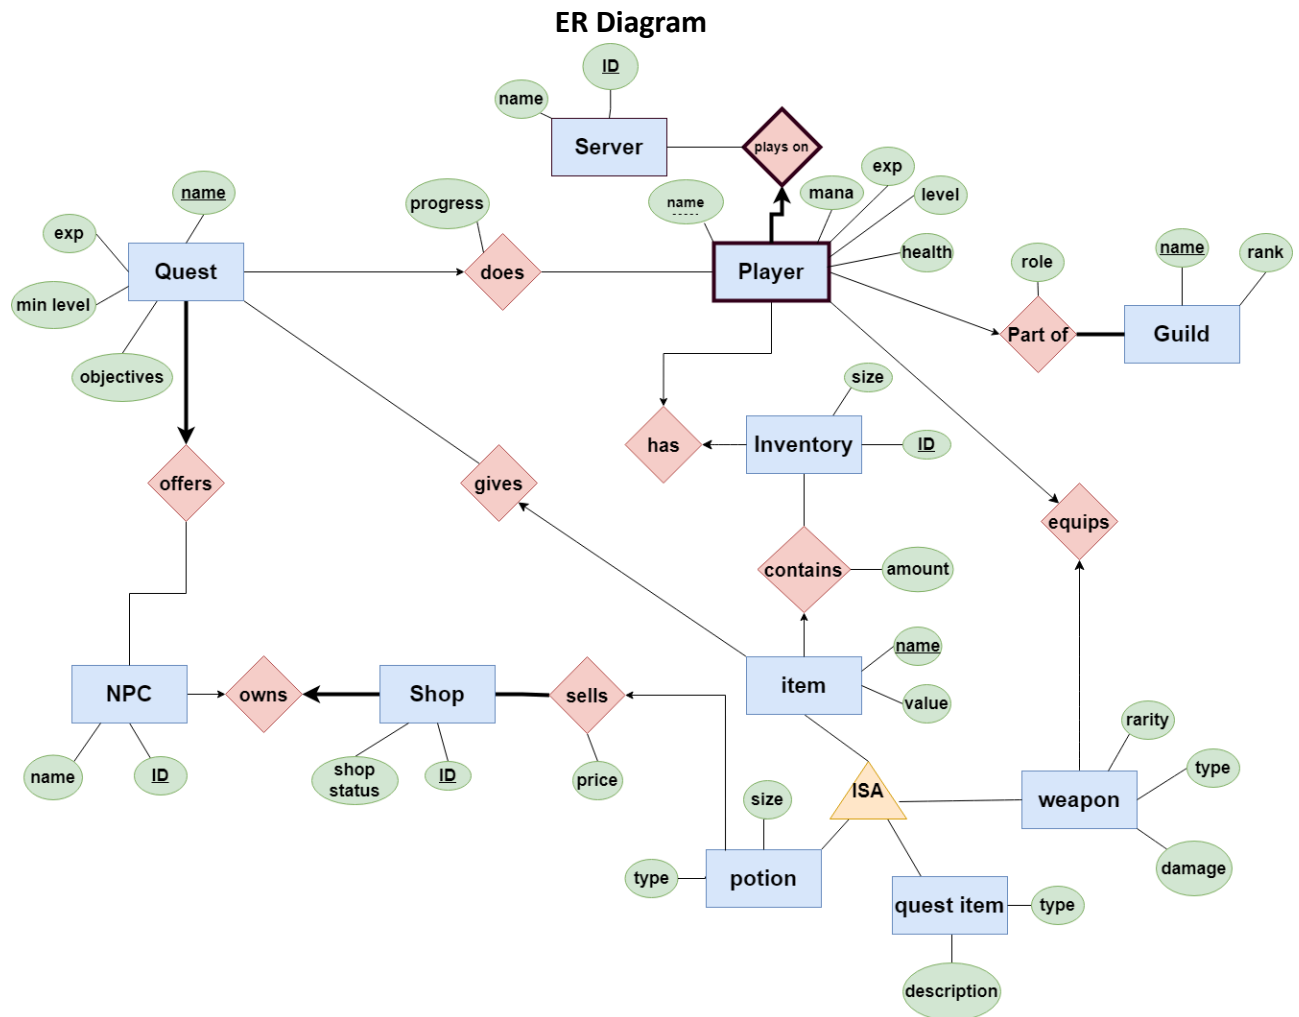 ER Diagram
ID
name
Server
plays on
exp
mana
level
name
name
progress
exp
Quest
does
Player
health
role
name
rank
min level
Part of
Guild
objectives
size
has
Inventory
ID
offers
gives
equips
contains
amount
name
item
value
NPC
owns
Shop
sells
rarity
type
name
ID
shop
status
ID
price
size
ISA
weapon
type
potion
damage
quest item
type
description